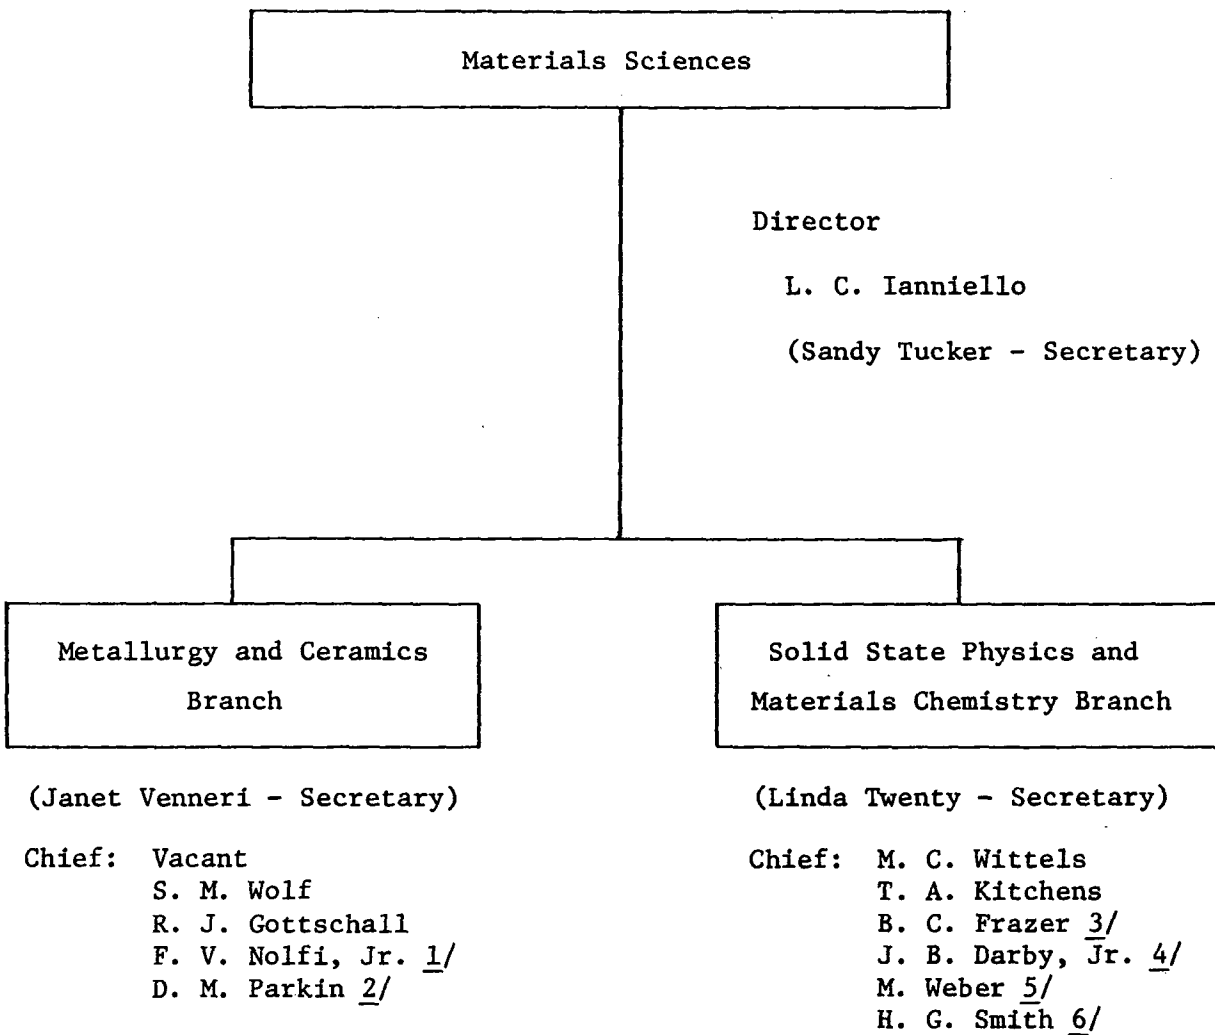 Materials Sciences
Director
L. C. Ianniello
(Sandy Tucker - Secretary)
Metallurgy and Ceramics
Branch
(Janet Venneri - Secretary)
Chief: Vacant
S. M. Wolf
R. J. Gottschall
F. V. Nolfi, Jr. 1/
D. M. Parkin 2/
Solid State Physics and
Materials Chemistry Branch
(Linda Twenty - Secretary)
Chief: M. C. Wittels
T. A. Kitchens
B. C. Frazer 3/
J. B. Darby, Jr. 4/
M. Weber 5/
H. G. Smith 6/